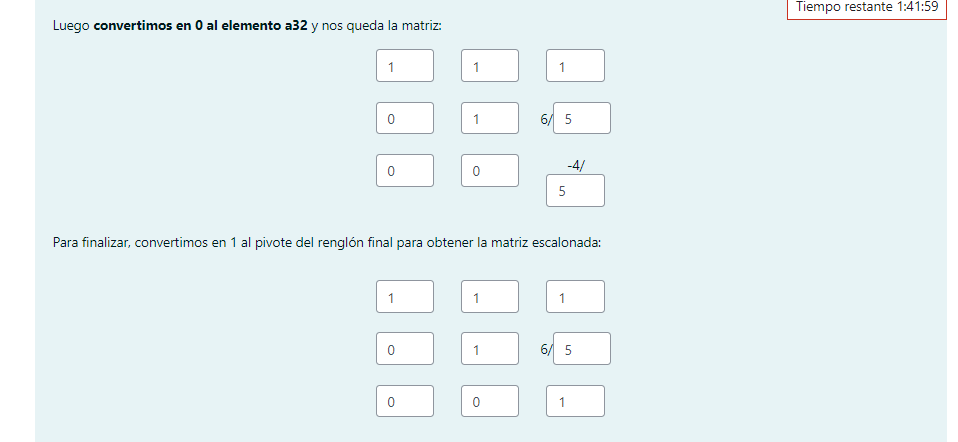 Tiempo restante 1:41:59
Luego convertimos en 0 al elemento a32 y nos queda la matriz:
1 1 1
0 1 6/ 5
0 0 -4/
5
Para finalizar, convertimos en 1 al pivote del renglón final para obtener la matriz escalonada:
1 1 1
0 1 6/ 5
0 0 1